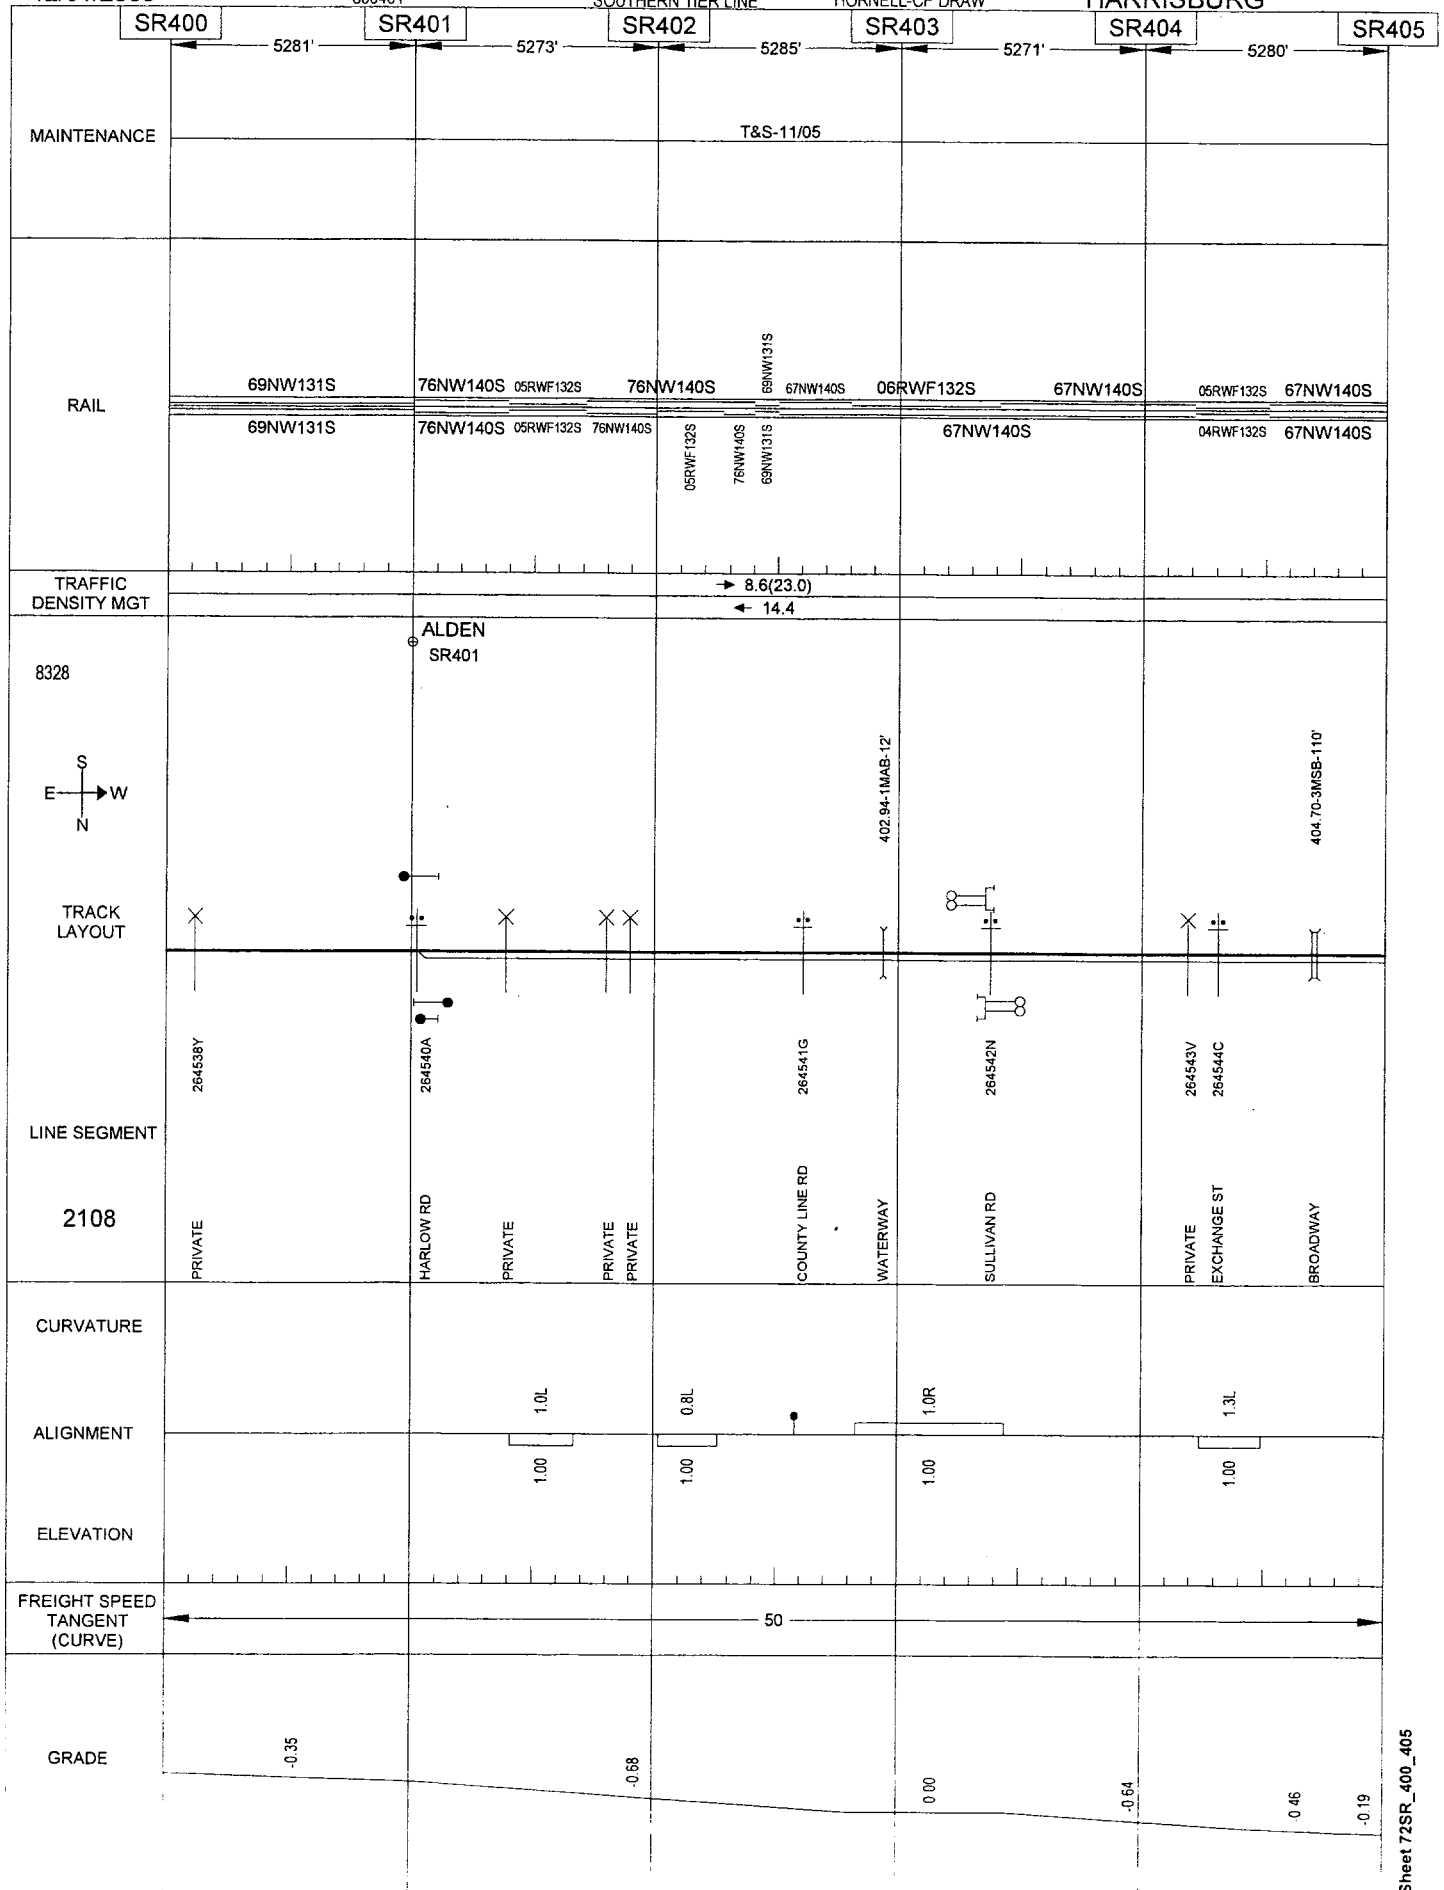 SOUTHERN TIER LINE HORNELL-CP DRAW HARRISBURG
SR400 SR401 SR402 SR403 SR404 SR405
5281' 5273' 5285' 5271' 5280'
MAINTENANCE
T&S-11/05
RAIL
69NW131S 76NW140S 05RWF132S 76NW140S 69NW131S 67NW140S 06RWF132S 67NW140S 05RWF132S 67NW140S
69NW131S 76NW140S 05RWF132S 76NW140S 05RWF132S 76NW140S 69NW131S 67NW140S 04RWF132S 67NW140S
TRAFFIC
DENSITY MGT
→ 8.6(23.0)
← 14.4
ALDEN
SR401
8328
S
E W
N
402.94-1MAB-12'
404.70-3MSB-110'
TRACK
LAYOUT
264538Y
264540A
264541G
264542N
264543V
264544C
LINE SEGMENT
2108
PRIVATE
HARLOW RD
PRIVATE
PRIVATE
PRIVATE
COUNTY LINE RD
WATERWAY
SULLIVAN RD
PRIVATE
EXCHANGE ST
BROADWAY
CURVATURE
1.0L 0.8L 1.0R 1.3L
ALIGNMENT
1.00 1.00 1.00 1.00
ELEVATION
FREIGHT SPEED
TANGENT
(CURVE)
50
GRADE
-0.35
-0.68
0.00
-0.64
-0.46
-0.19
Sheet 72SR_400_405